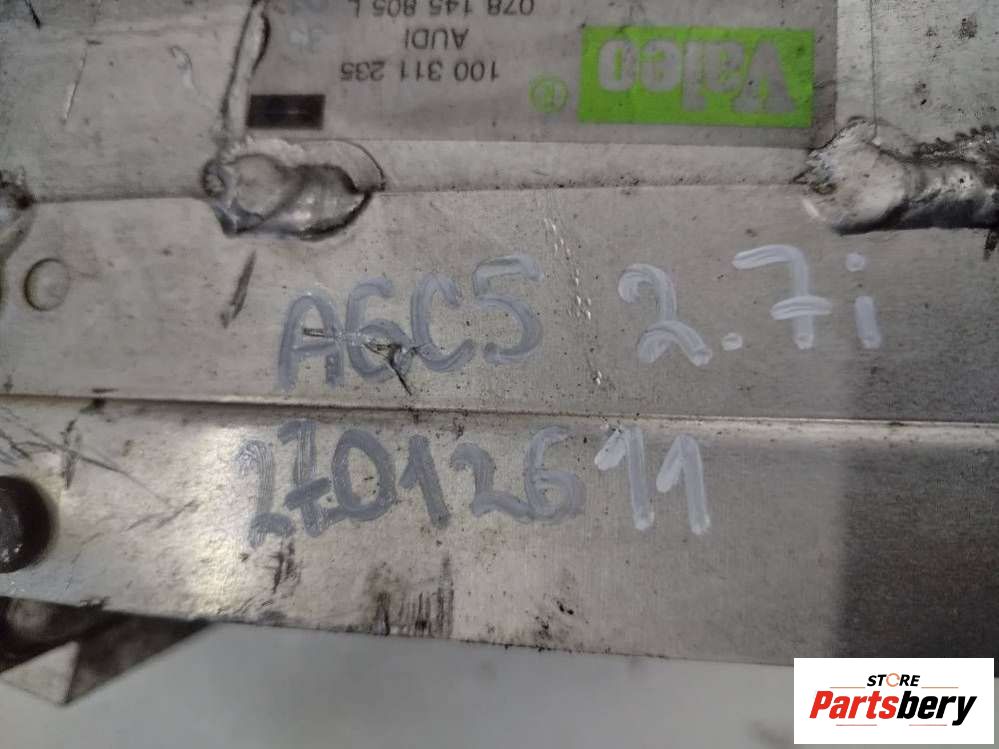 078 145 805 L
AUDI
100 311 235
Valeo ®
A6C5 2.7i
27012611
STORE
Partsbery